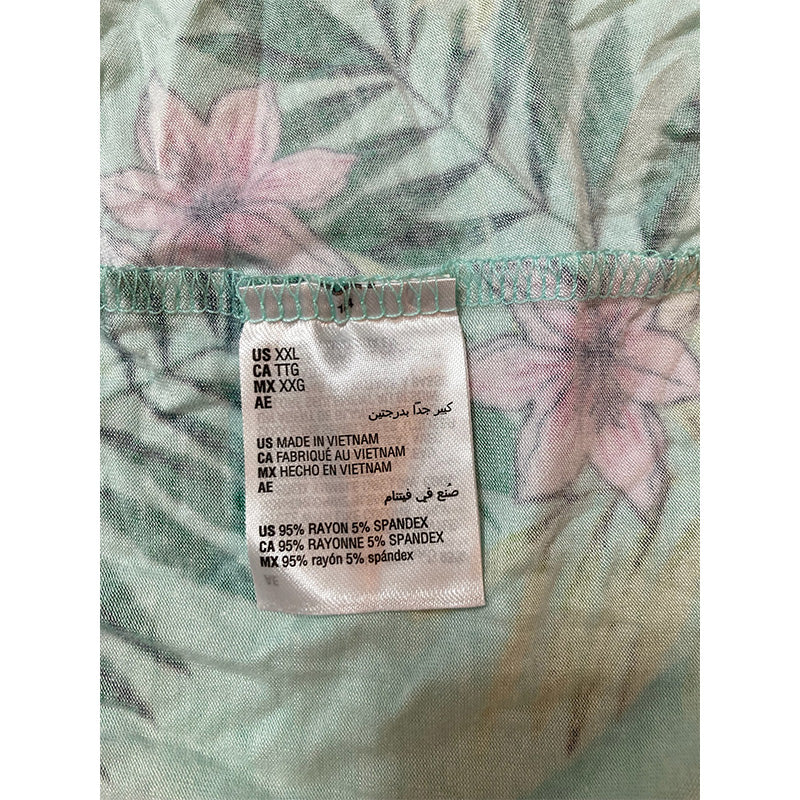 US XXL
CA TTG
MX XXG
AE
كبير جدًا بدرجتين
US MADE IN VIETNAM
CA FABRIQUÉ AU VIETNAM
MX HECHO EN VIETNAM
AE
صُنع في فيتنام
US 95% RAYON 5% SPANDEX
CA 95% RAYONNE 5% SPANDEX
MX 95% rayón 5% spándex